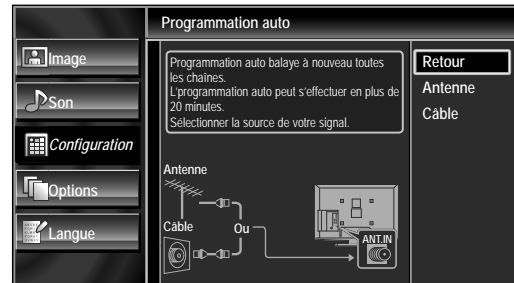 Programmation auto
Image
Son
Configuration
Options
Langue
Programmation auto balaye à nouveau toutes
les chaînes.
L'programmation auto peut s'effectuer en plus de
20 minutes.
Sélectionner la source de votre signal.
Antenne
Câble
Ou
ANT.IN
Retour
Antenne
Câble